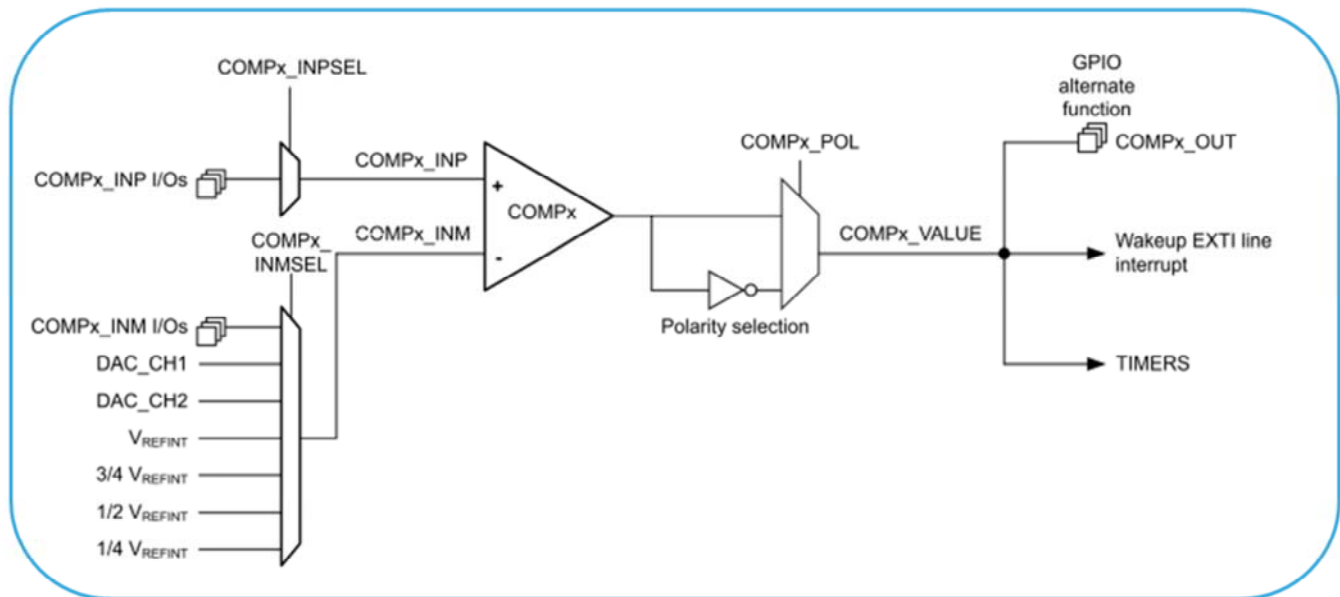 COMPx_INPSEL
GPIO
alternate
function
COMPx_POL
COMPx_OUT
COMPx_INP I/Os
COMPx_INP
+
COMPx
COMPx_INM
-
COMPx_
INMSEL
COMPx_VALUE
Wakeup EXTI line
interrupt
Polarity selection
COMPx_INM I/Os
DAC_CH1
TIMERS
DAC_CH2
VREFINT
3/4 VREFINT
1/2 VREFINT
1/4 VREFINT